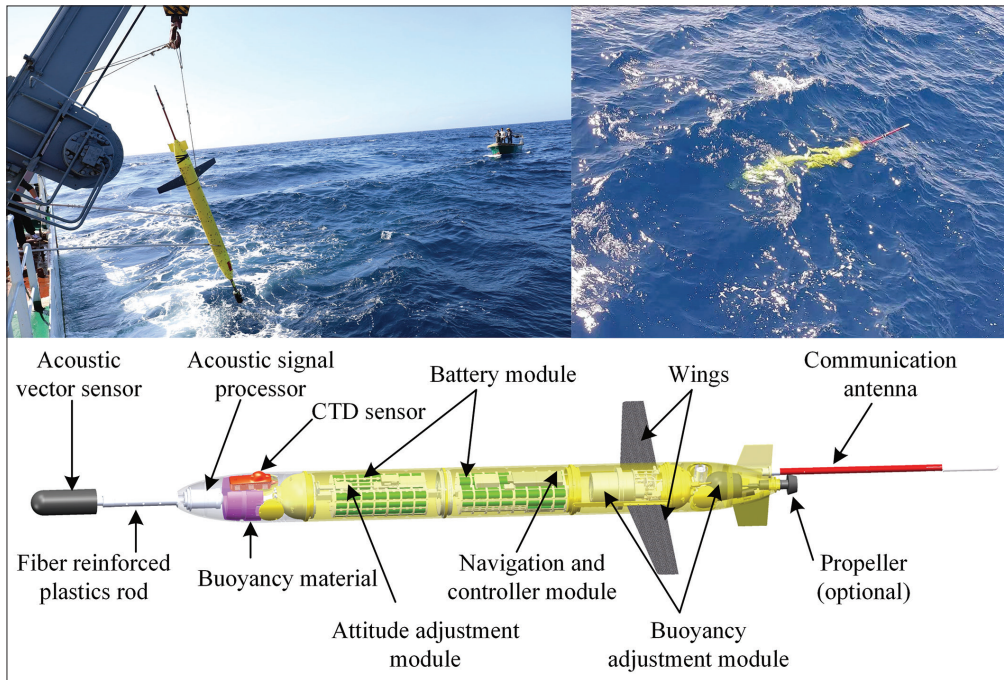 Acoustic
vector sensor
Acoustic signal
processor
CTD sensor
Battery module
Wings
Communication
antenna
Fiber reinforced
plastics rod
Buoyancy material
Attitude adjustment
module
Navigation and
controller module
Buoyancy
adjustment module
Propeller
(optional)